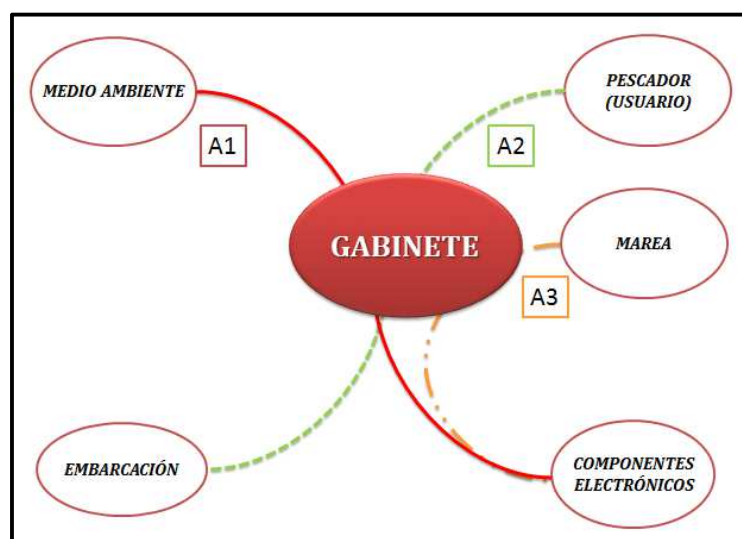 MEDIO AMBIENTE
PESCADOR
(USUARIO)
A1
A2
GABINETE
MAREA
A3
EMBARCACIÓN
COMPONENTES
ELECTRÓNICOS